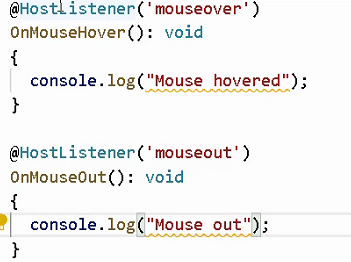 @HostListener('mouseover')
OnMouseHover(): void
{
console.log("Mouse hovered");
}
@HostListener('mouseout')
OnMouseOut(): void
{
console.log("Mouse out");
}